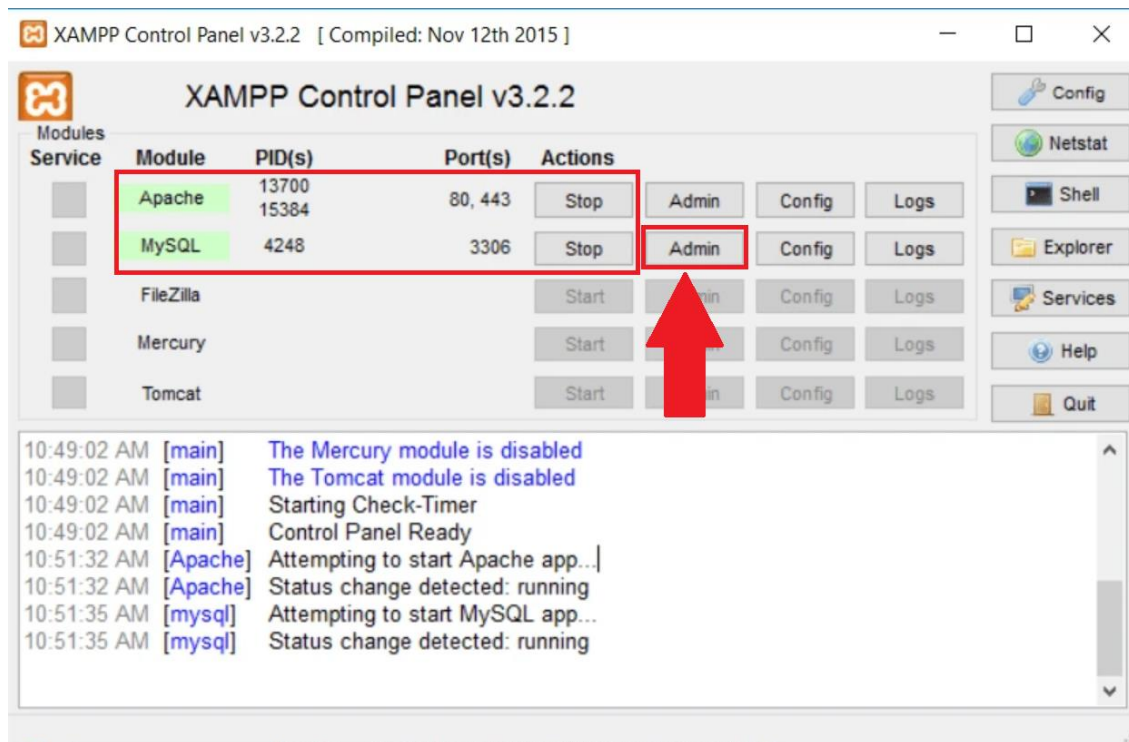 XAMPP Control Panel v3.2.2 [ Compiled: Nov 12th 2015 ]
XAMPP Control Panel v3.2.2
Config
Netstat
Shell
Explorer
Services
Help
Quit
Modules
Service Module PID(s) Port(s) Actions
Apache 13700 15384 80, 443 Stop Admin Config Logs
MySQL 4248 3306 Stop Admin Config Logs
FileZilla Start Config Logs
Mercury Start Config Logs
Tomcat Start Config Logs
10:49:02 AM [main] The Mercury module is disabled
10:49:02 AM [main] The Tomcat module is disabled
10:49:02 AM [main] Starting Check-Timer
10:49:02 AM [main] Control Panel Ready
10:51:32 AM [Apache] Attempting to start Apache app...
10:51:32 AM [Apache] Status change detected: running
10:51:35 AM [mysql] Attempting to start MySQL app...
10:51:35 AM [mysql] Status change detected: running